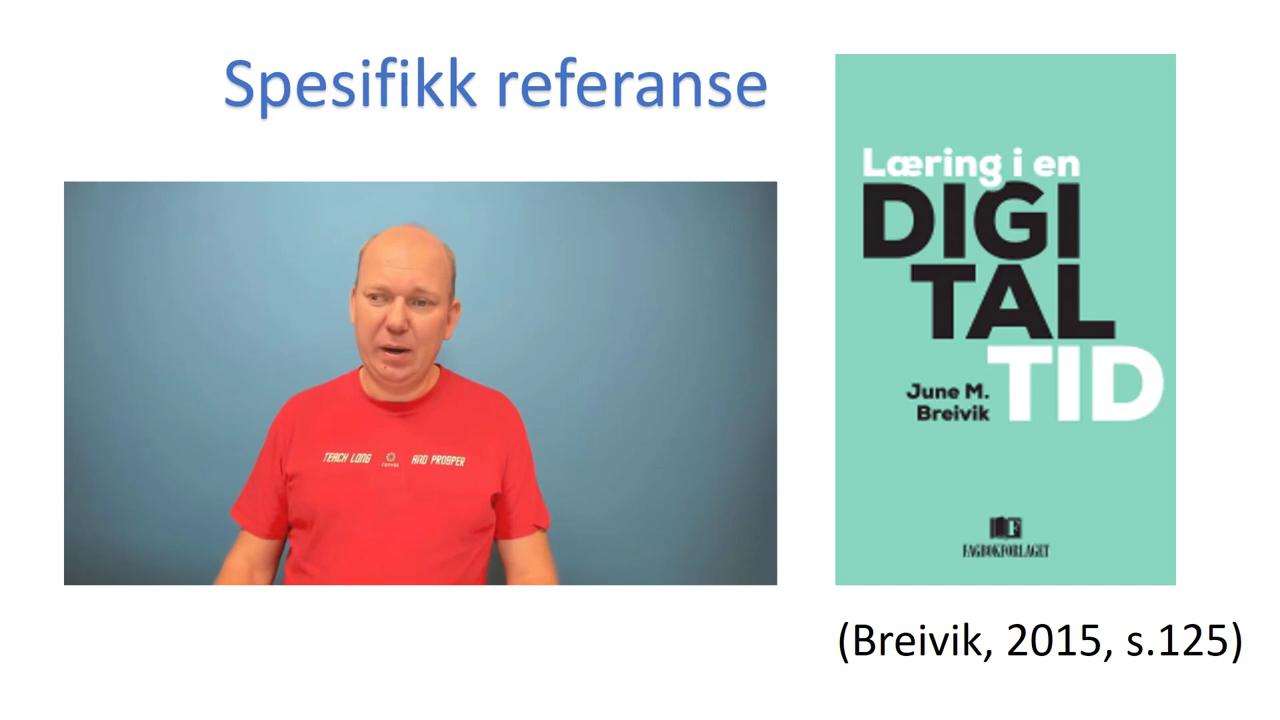 Spesifikk referanse
Læring i en
DIGI
TAL
TID
June M.
Breivik
F
FAGBOKFORLAGET
TEACH LONG AND PROSPER
(Breivik, 2015, s.125)